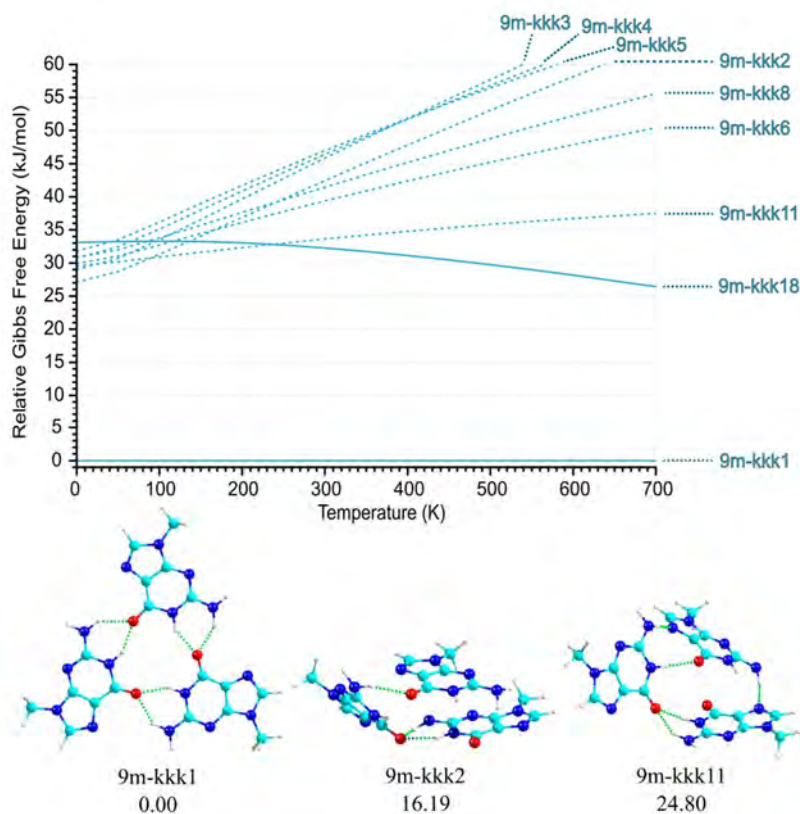 9m-kkk3
9m-kkk4
9m-kkk5
9m-kkk2
9m-kkk8
9m-kkk6
9m-kkk11
9m-kkk18
9m-kkk1
Relative Gibbs Free Energy (kJ/mol)
60
55
50
45
40
35
30
25
20
15
10
5
0
0
100
200
300
400
500
600
700
Temperature (K)
9m-kkk1
0.00
9m-kkk2
16.19
9m-kkk11
24.80